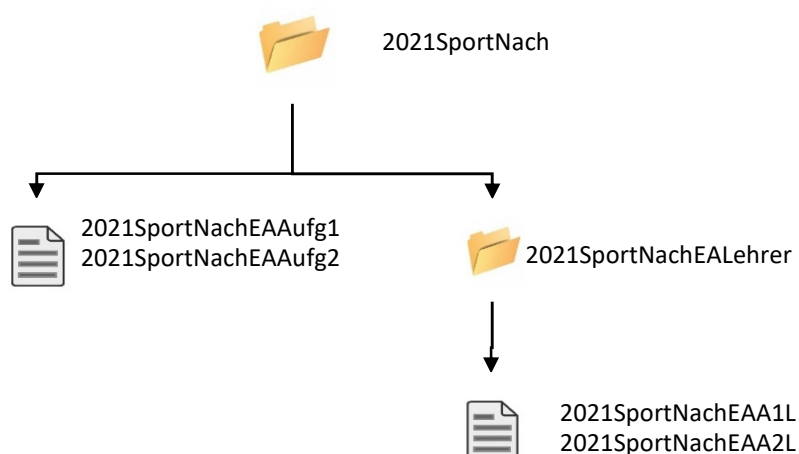 2021SportNach
2021SportNachEAAufg1
2021SportNachEAAufg2
2021SportNachEALehrer
2021SportNachEAA1L
2021SportNachEAA2L